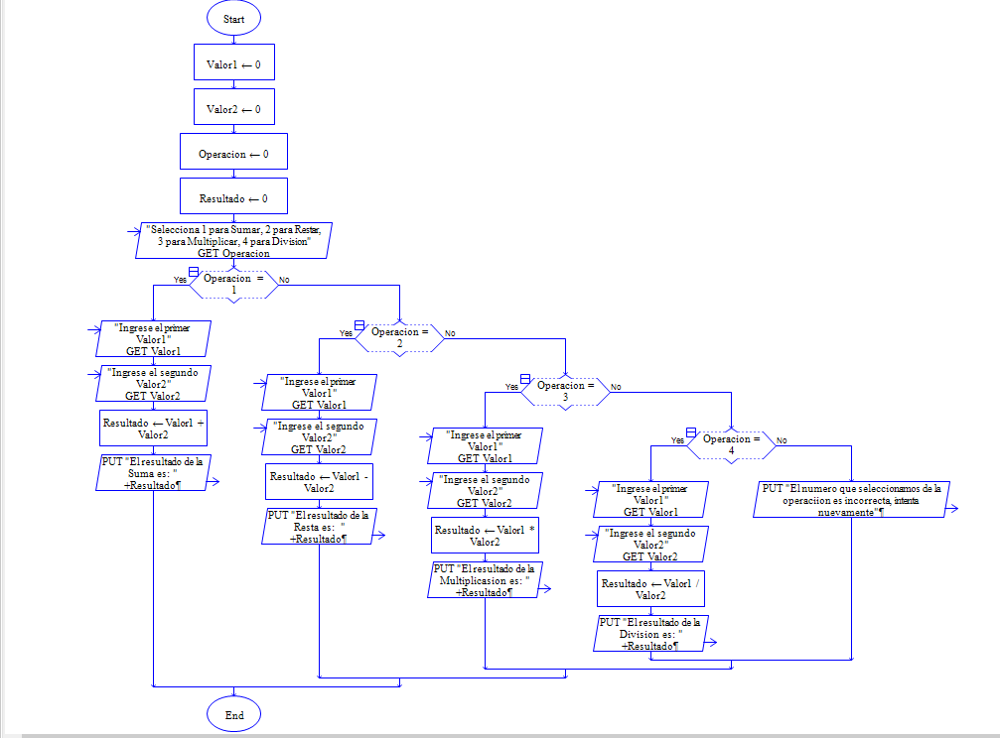 Start
Valor1 ← 0
Valor2 ← 0
Operacion ← 0
Resultado ← 0
"Selecciona 1 para Sumar, 2 para Restar,
3 para Multiplicar, 4 para Division"
GET Operacion
Yes
Operacion =
1
No
"Ingrese el primer
Valor1"
GET Valor1
"Ingrese el segundo
Valor2"
GET Valor2
Resultado ← Valor1 +
Valor2
PUT "El resultado de la
Suma es: "
+Resultado¶
Yes
Operacion =
2
No
"Ingrese el primer
Valor1"
GET Valor1
"Ingrese el segundo
Valor2"
GET Valor2
Resultado ← Valor1 -
Valor2
PUT "El resultado de la
Resta es: "
+Resultado¶
Yes
Operacion =
3
No
"Ingrese el primer
Valor1"
GET Valor1
"Ingrese el segundo
Valor2"
GET Valor2
Resultado ← Valor1 *
Valor2
PUT "El resultado de la
Multiplicasion es: "
+Resultado¶
Yes
Operacion =
4
No
"Ingrese el primer
Valor1"
GET Valor1
"Ingrese el segundo
Valor2"
GET Valor2
Resultado ← Valor1 /
Valor2
PUT "El resultado de la
Division es: "
+Resultado¶
PUT "El numero que seleccionamos de la
operaciion es incorrecta, intenta
nuevamente"¶
End